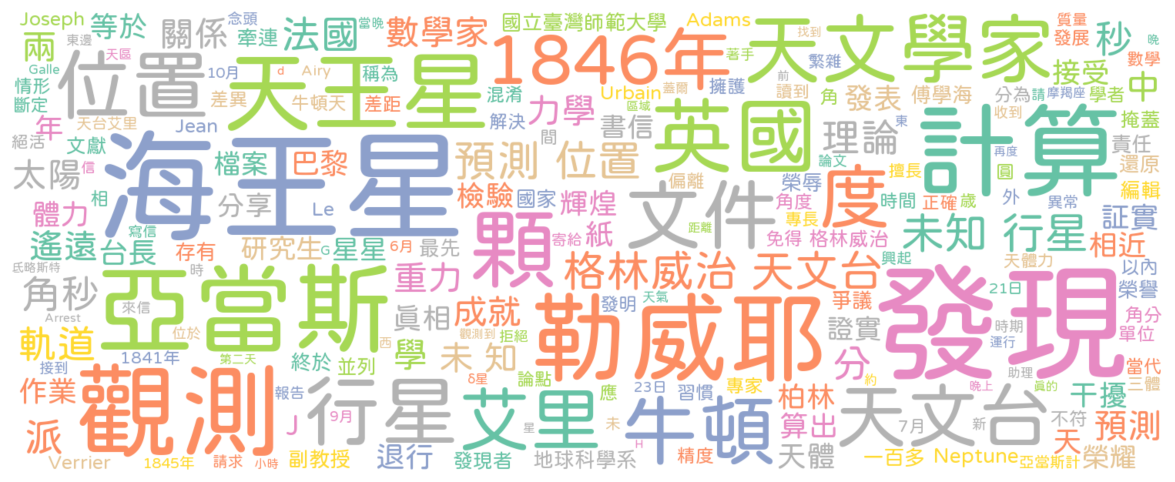 Joseph 等於 關係 念頭 當晚 牽連 法國 數學家 國立臺灣師範大學 Adams 質量 發展 秒 數學 晚
兩 東邊 天區 位置 天王星 1846年 著手 找到 繁雜 天文學家 接受 中
Galle 情形 斷定 10月 d Airy 稱為 混淆 Urbain 蓋爾 擁護 前 讀到 角 發表 傅學海 分為 請 摩羯座 學者
差異 牛頓天 差距 力學 區域 英國 收到 東 計算 掩蓋
年 天台艾里 Jean 解決 間 書信 理論 再度 責任
絕活 文獻 海王星 預測 位置 論文 圓 擅長 還原
太陽 信 檔案 巴黎 檢驗 國家 輝煌 偏離 榮辱 正確 歲 外 異常 編輯
體力 相 分享 Le 顆 紙 文件 角度 專長 時間 度 証實
遙遠 台長 寫信 存有 研究生 G 星星 6月 最先 寄給 距離 免得 格林威治 未知 行星 相近
氐略斯特 時 重力 格林威治 天文台 興起 天體力 以內
角秒 來信 亞當斯 真相 成就 發明 天氣 爭議 發現 21日 榮譽
Arrest 位於 觀測到 拒絕 勒威耶 證實 時期 角分
軌道 1841年 第二天 終於 並列 西 學 未知 分 運行 單位
接到 作業 觀測 行星 報告 δ星 論點 應 23日 習慣 專家 柏林 約 晚上 助理 真的 當代 三體
派 J 9月 艾里 星 未 牛頓 算出 天文台 7月 新 不符 干擾 天 預測
Verrier 1845年 請求 小時 副教授 退行 發現者 地球科學系 H 精度 天體 一百多 Neptune 亞當斯計 榮耀